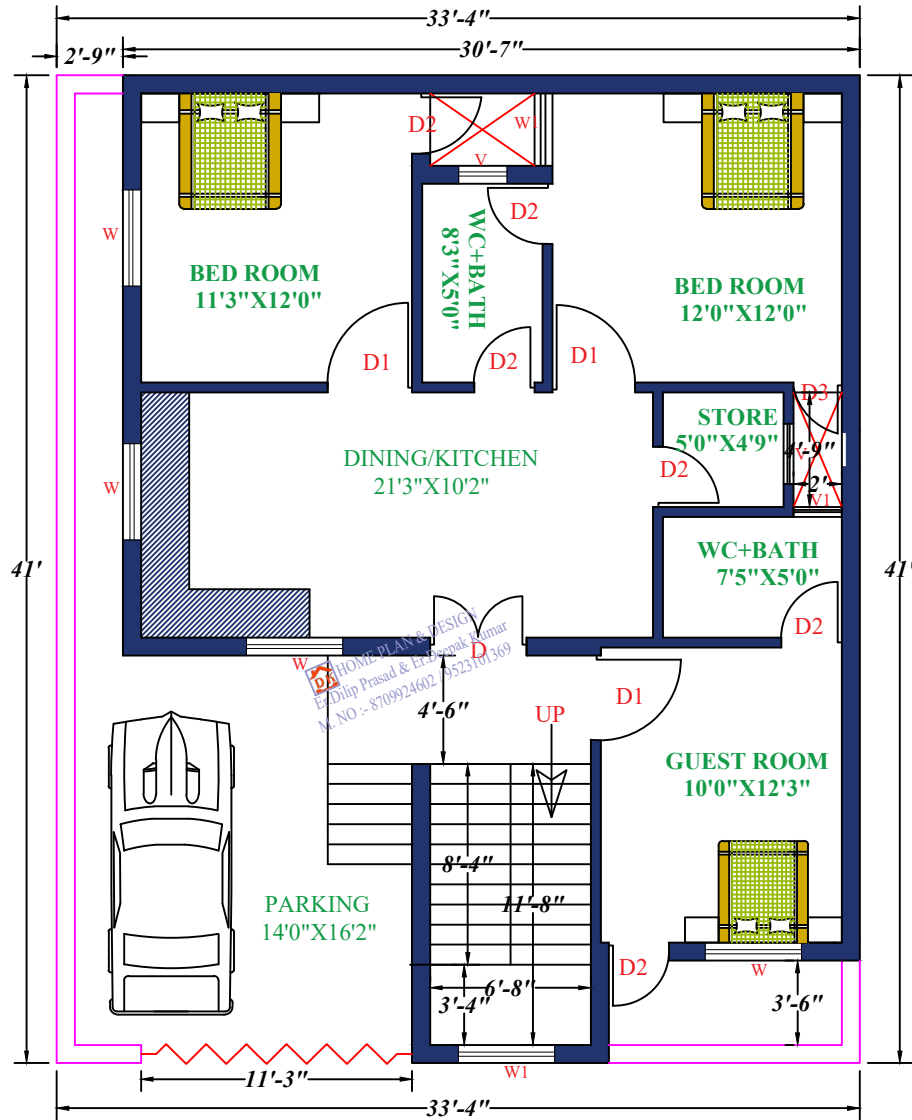 33'-4"
2'-9"
30'-7"
D2
W1
V
D2
W
WC+BATH
8'3"X5'0"
BED ROOM
11'3"X12'0"
BED ROOM
12'0"X12'0"
D1
D2
D1
D3
STORE
5'0"X4'9"
4'-9"
2'
V1
DINING/KITCHEN
21'3"X10'2"
D2
W
WC+BATH
7'5"X5'0"
41'
41'
D2
D
W
DK
HOME PLAN & DESIGN
Er.Dilip Prasad & Er.Deepak Kumar
M. NO :- 8709924602 / 9523701369
4'-6"
UP
D1
GUEST ROOM
10'0"X12'3"
8'-4"
11'-8"
PARKING
14'0"X16'2"
D2
W
6'-8"
3'-4"
3'-6"
W1
11'-3"
33'-4"